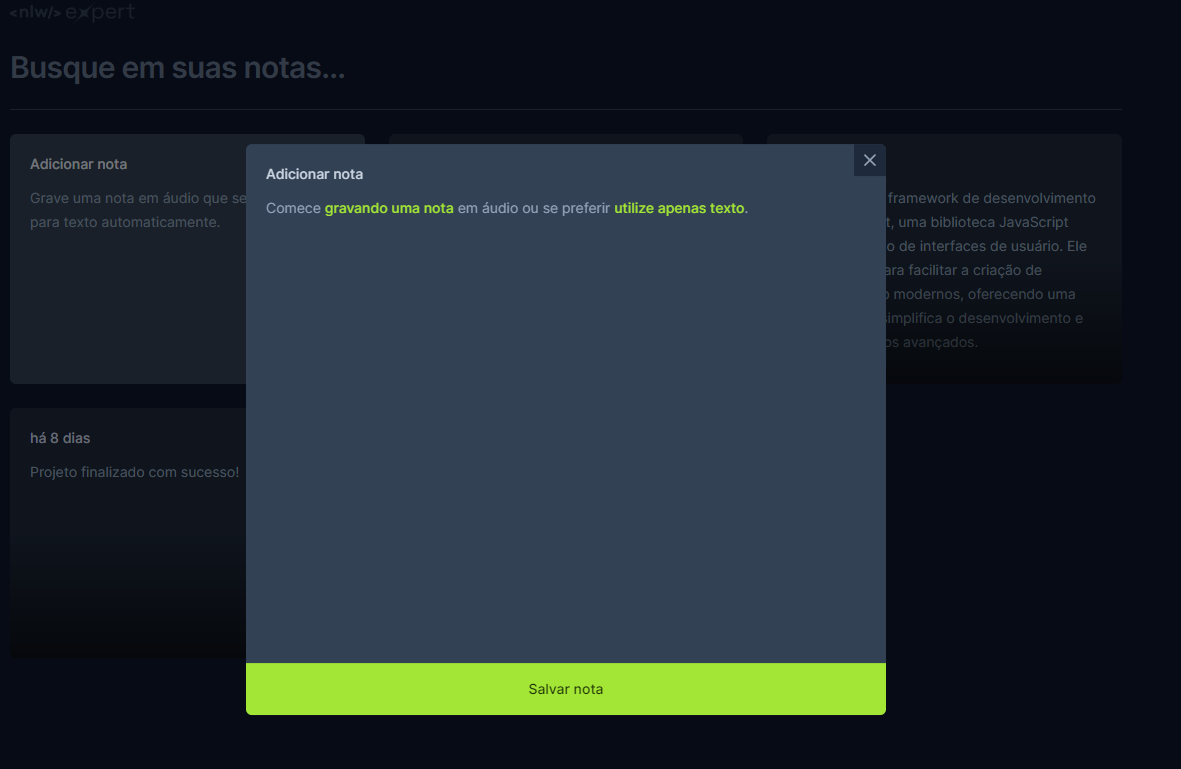 <nlw/> expert
Busque em suas notas...
Adicionar nota
Grave uma nota em áudio que se
para texto automaticamente.
Adicionar nota
Comece gravando uma nota em áudio ou se preferir utilize apenas texto.
Salvar nota
framework de desenvolvimento
t, uma biblioteca JavaScript
o de interfaces de usuário. Ele
ara facilitar a criação de
modernos, oferecendo uma
simplifica o desenvolvimento e
os avançados.
há 8 dias
Projeto finalizado com sucesso!